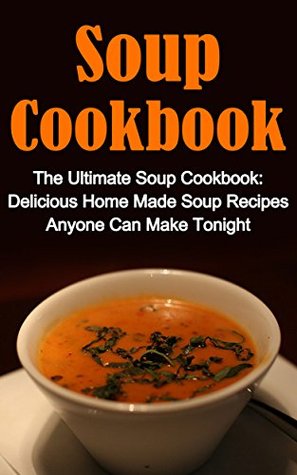 Soup
Cookbook
The Ultimate Soup Cookbook:
Delicious Home Made Soup Recipes
Anyone Can Make Tonight